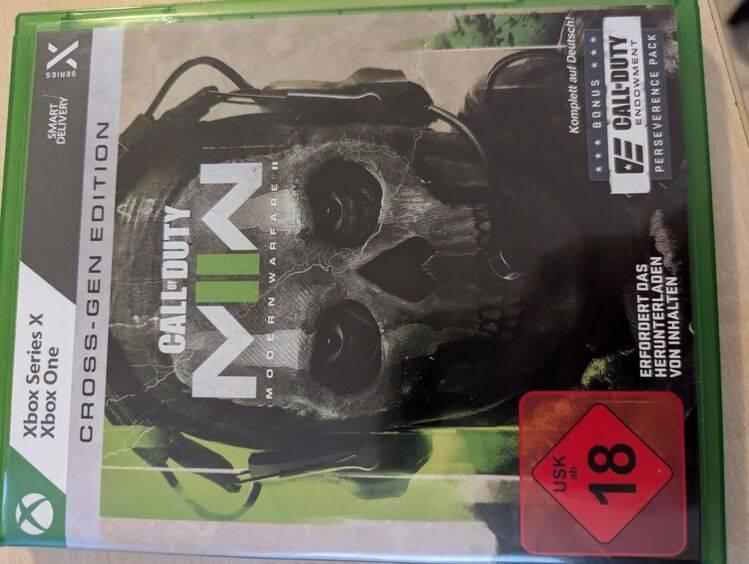 Xbox Series X
Xbox One
SMART
DELIVERY
SERIES
CROSS-GEN EDITION
CALL OF DUTY
MIIW
MODERN WARFARE II
USK
ab
18
ERFORDERT DAS
HERUNTERLADEN
VON INHALTEN
Komplett auf Deutsch!
BONUS
CALL OF DUTY
ENDOWMENT
PERSEVERENCE PACK